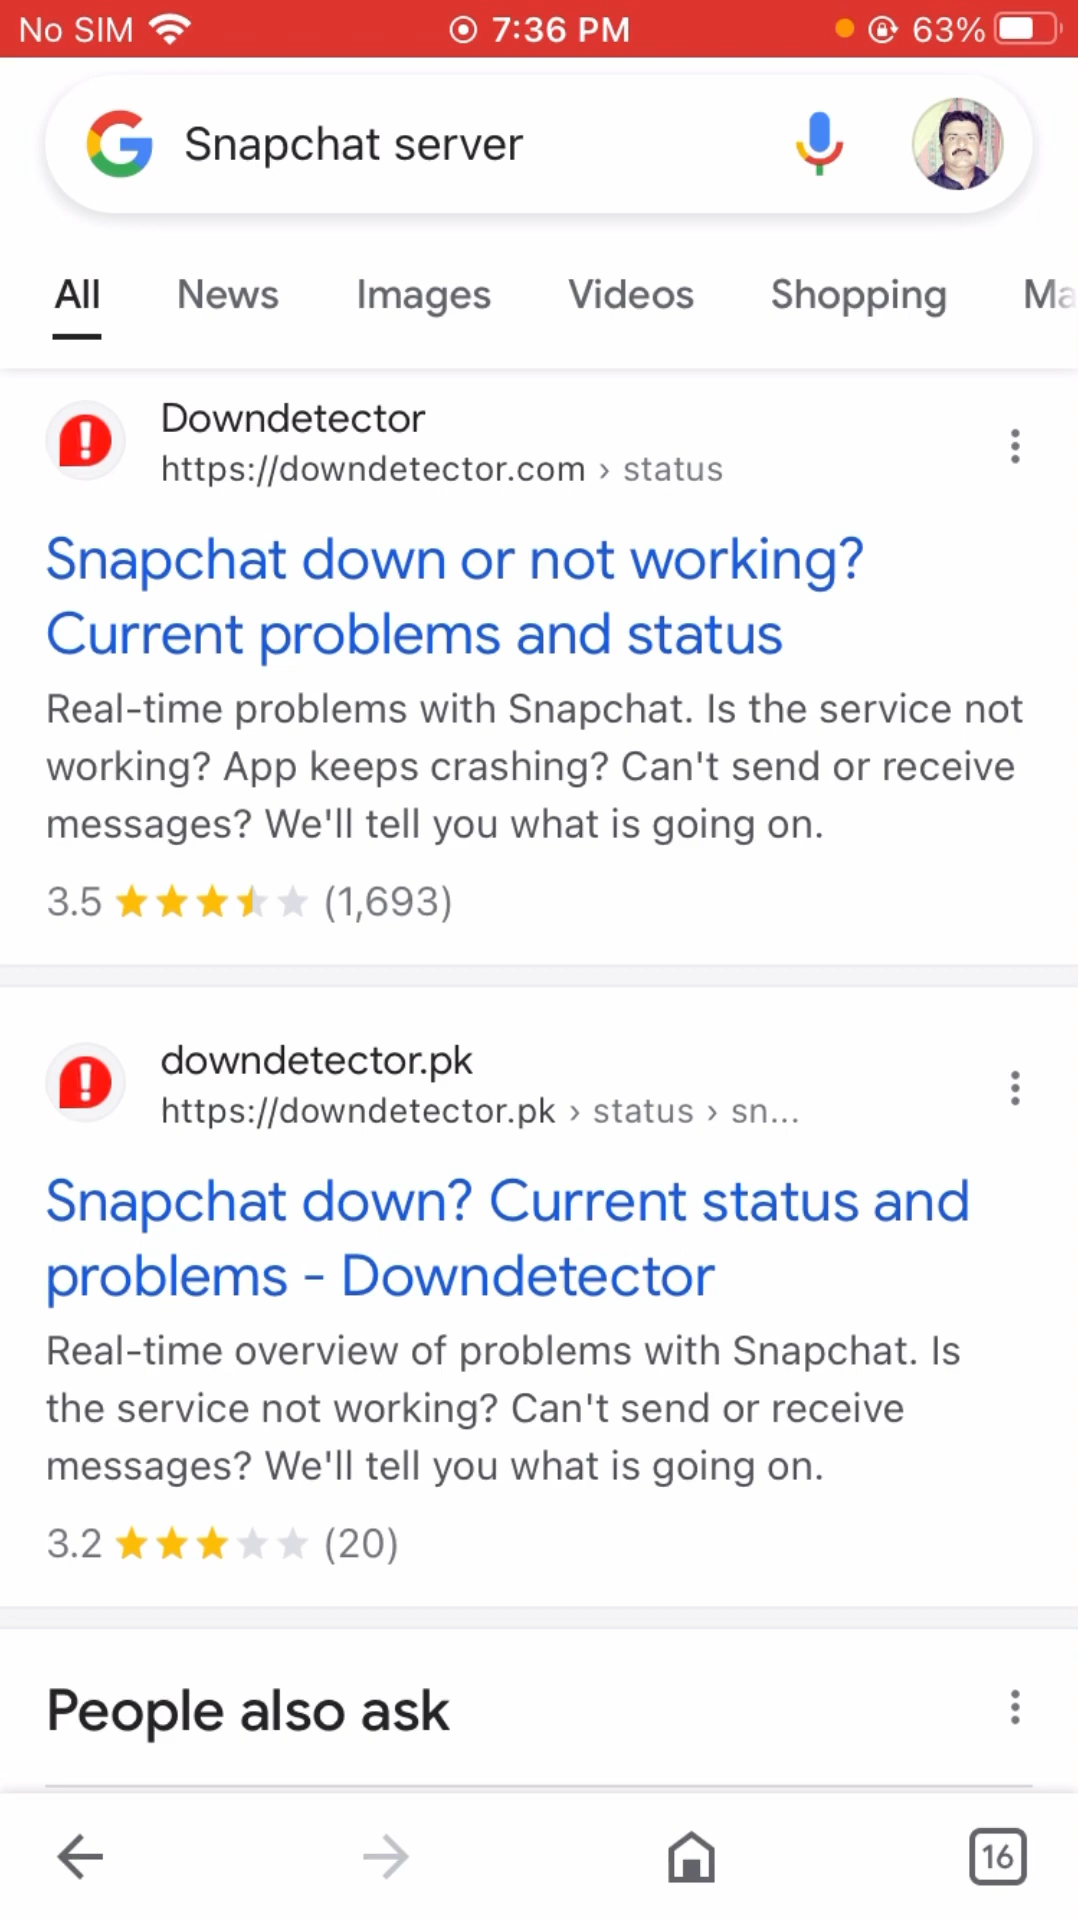 No SIM 7:36 PM 63%
Snapchat server
All News Images Videos Shopping Ma
Downdetector
https://downdetector.com › status
Snapchat down or not working?
Current problems and status
Real-time problems with Snapchat. Is the service not
working? App keeps crashing? Can't send or receive
messages? We'll tell you what is going on.
3.5 (1,693)
downdetector.pk
https://downdetector.pk › status › sn...
Snapchat down? Current status and
problems - Downdetector
Real-time overview of problems with Snapchat. Is
the service not working? Can't send or receive
messages? We'll tell you what is going on.
3.2 (20)
People also ask
16